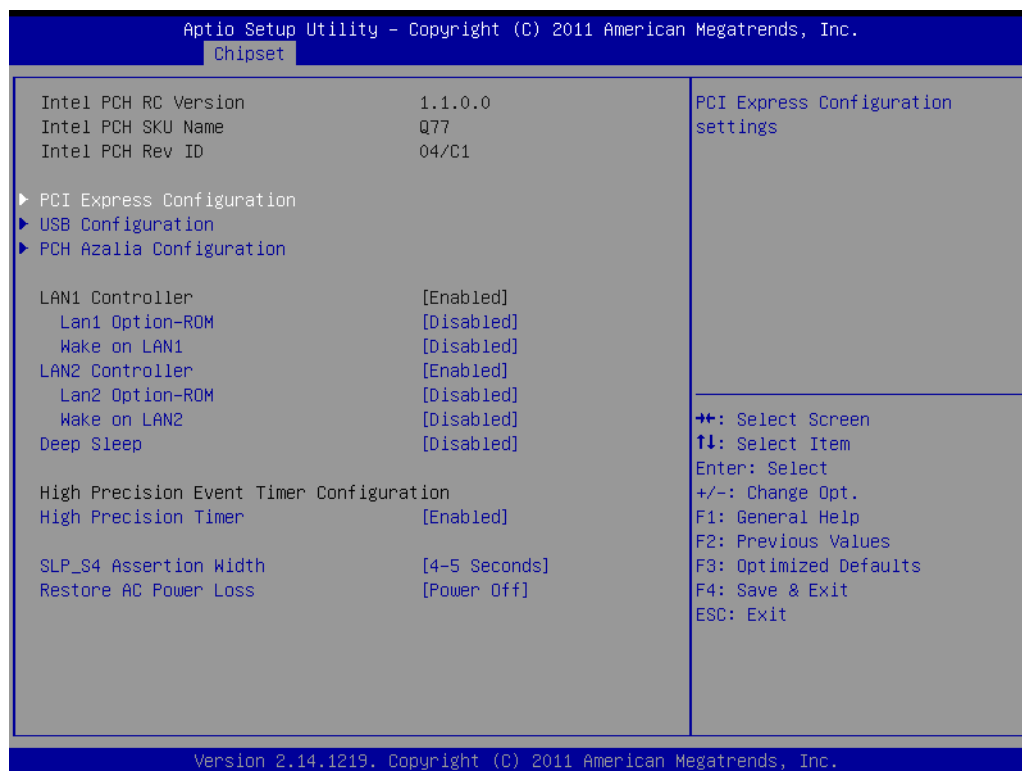 Aptio Setup Utility – Copyright (C) 2011 American Megatrends, Inc.
Chipset
Intel PCH RC Version 1.1.0.0
Intel PCH SKU Name Q77
Intel PCH Rev ID 04/C1
PCI Express Configuration
USB Configuration
PCH Azalia Configuration
LAN1 Controller [Enabled]
Lan1 Option-ROM [Disabled]
Wake on LAN1 [Disabled]
LAN2 Controller [Enabled]
Lan2 Option-ROM [Disabled]
Wake on LAN2 [Disabled]
Deep Sleep [Disabled]
High Precision Event Timer Configuration
High Precision Timer [Enabled]
SLP_S4 Assertion Width [4-5 Seconds]
Restore AC Power Loss [Power Off]
PCI Express Configuration
settings
→←: Select Screen
↑↓: Select Item
Enter: Select
+/-: Change Opt.
F1: General Help
F2: Previous Values
F3: Optimized Defaults
F4: Save & Exit
ESC: Exit
Version 2.14.1219. Copyright (C) 2011 American Megatrends, Inc.